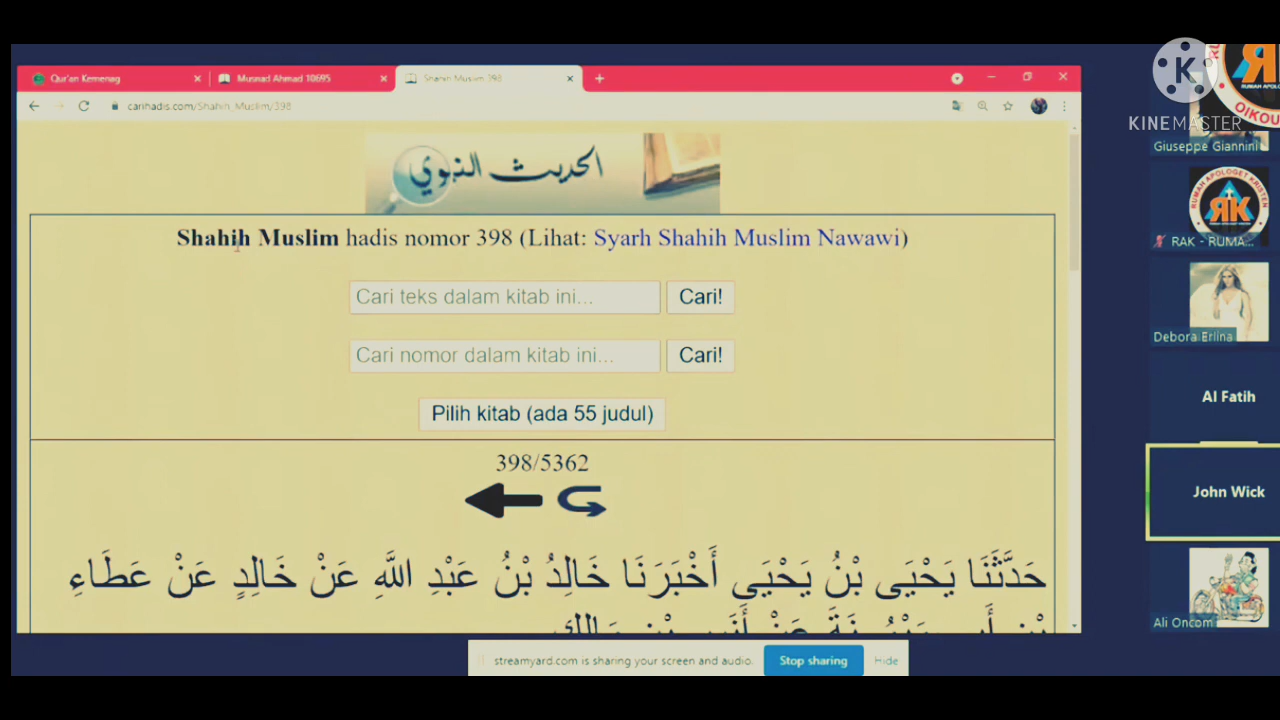 Qur'an Kemenag
Musnad Ahmad 10695
Shahih Muslim 398
carihadis.com/Shahih_Muslim/398
KINEMASTER
الحديث النبوي
Shahih Muslim hadis nomor 398 (Lihat: Syarh Shahih Muslim Nawawi)
Cari teks dalam kitab ini... Cari!
Cari nomor dalam kitab ini... Cari!
Pilih kitab (ada 55 judul)
398/5362
حَدَّثَنَا يَحْيَى بْنُ يَحْيَى أَخْبَرَنَا خَالِدُ بْنُ عَبْدِ اللَّهِ عَنْ خَالِدٍ عَنْ عَطَاءِ
streamyard.com is sharing your screen and audio. Stop sharing Hide
Giuseppe Giannini
RUMAH APOLOGET KRISTEN
RAK - RUMA...
Debora Erlina
Al Fatih
John Wick
Ali Oncom